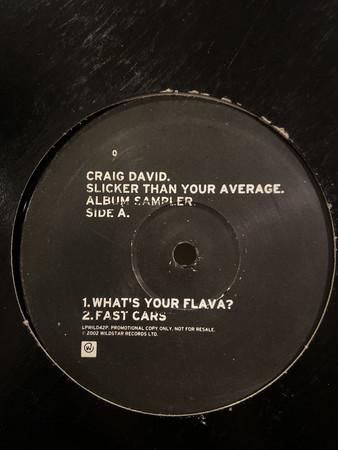 0
CRAIG DAVID.
SLICKER THAN YOUR AVERAGE.
ALBUM SAMPLER
SIDE A.
1.WHAT'S YOUR FLAVA?
2.FAST CARS
LPWILD42P. PROMOTIONAL COPY ONLY, NOT FOR RESALE.
© 2002 WILDSTAR RECORDS LTD.
W